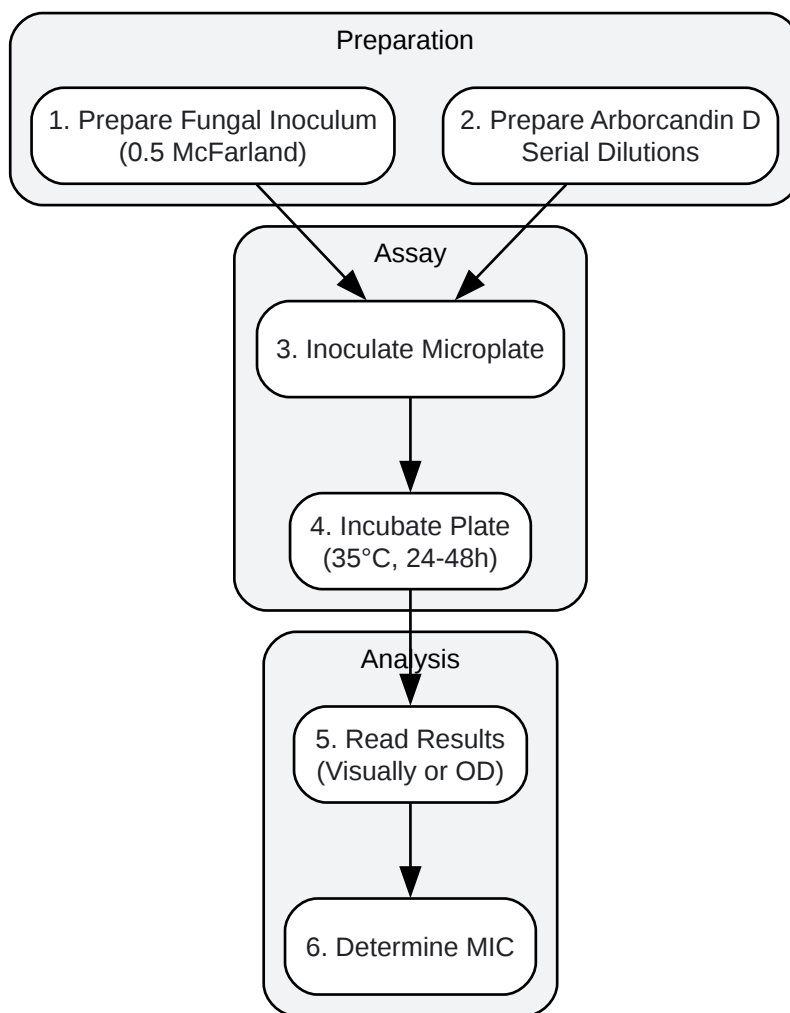 Preparation
1. Prepare Fungal Inoculum
(0.5 McFarland)
2. Prepare Arborcandin D
Serial Dilutions
Assay
3. Inoculate Microplate
4. Incubate Plate
(35°C, 24-48h)
Analysis
5. Read Results
(Visually or OD)
6. Determine MIC